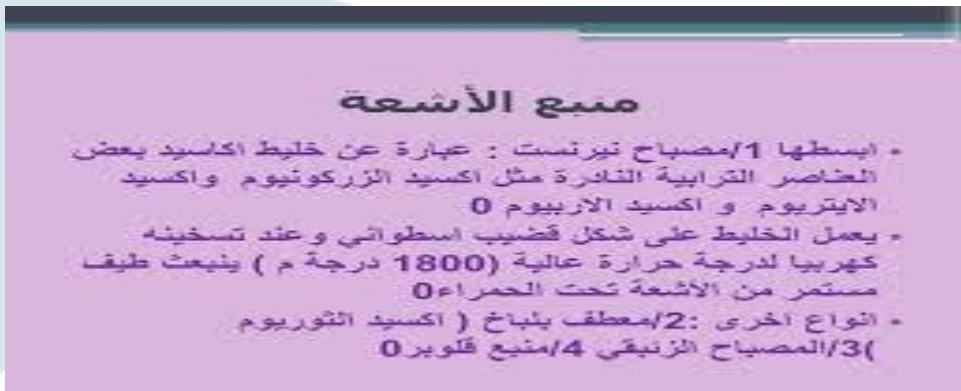 منبع الأشعة
• ابسطها 1/مصباح نيرنست : عبارة عن خليط اكاسيد بعض
العناصر الترابية النادرة مثل اكسيد الزركونيوم واكسيد
الايتريوم و اكسيد الاربيوم 0
• يعمل الخليط على شكل قضيب اسطواني وعند تسخينه
كهربيا لدرجة حرارة عالية (1800 درجة م ) ينبعث طيف
مستمر من الأشعة تحت الحمراء0
• انواع اخرى :2/معطف يلباخ ( اكسيد الثوريوم
)3/المصباح الزئبقي 4/منبع قلوبر0